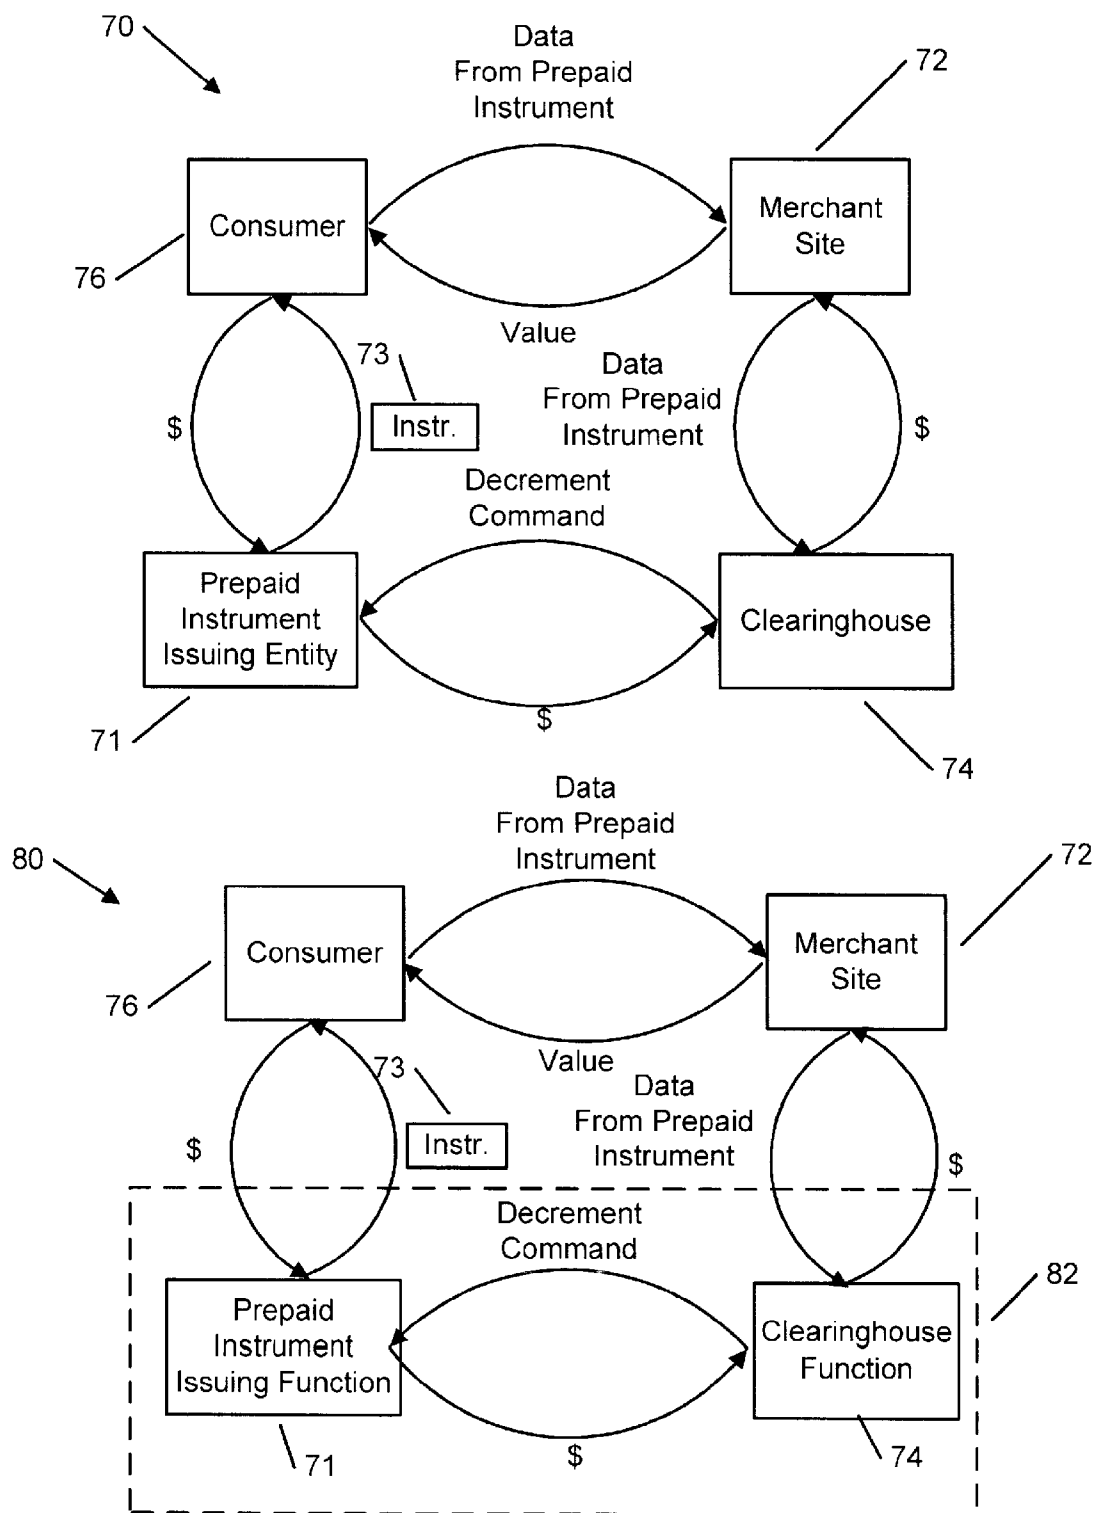 70
Data
From Prepaid
Instrument
72
Consumer
Merchant
Site
76
Value
73
Instr.
Data
From Prepaid
Instrument
$
$
Decrement
Command
Prepaid
Instrument
Issuing Entity
Clearinghouse
71
$
74
80
Data
From Prepaid
Instrument
72
Consumer
Merchant
Site
76
Value
73
Instr.
Data
From Prepaid
Instrument
$
$
Decrement
Command
82
Prepaid
Instrument
Issuing Function
Clearinghouse
Function
71
$
74